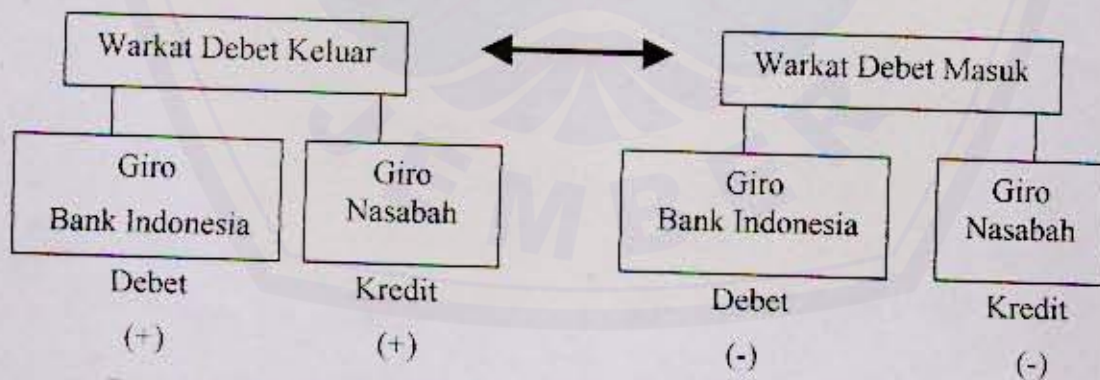 Warkat Debet Keluar
Warkat Debet Masuk
Giro
Bank Indonesia
Giro
Nasabah
Giro
Bank Indonesia
Giro
Nasabah
Debet
Kredit
Debet
Kredit
(+)
(+)
(-)
(-)
JEMBER